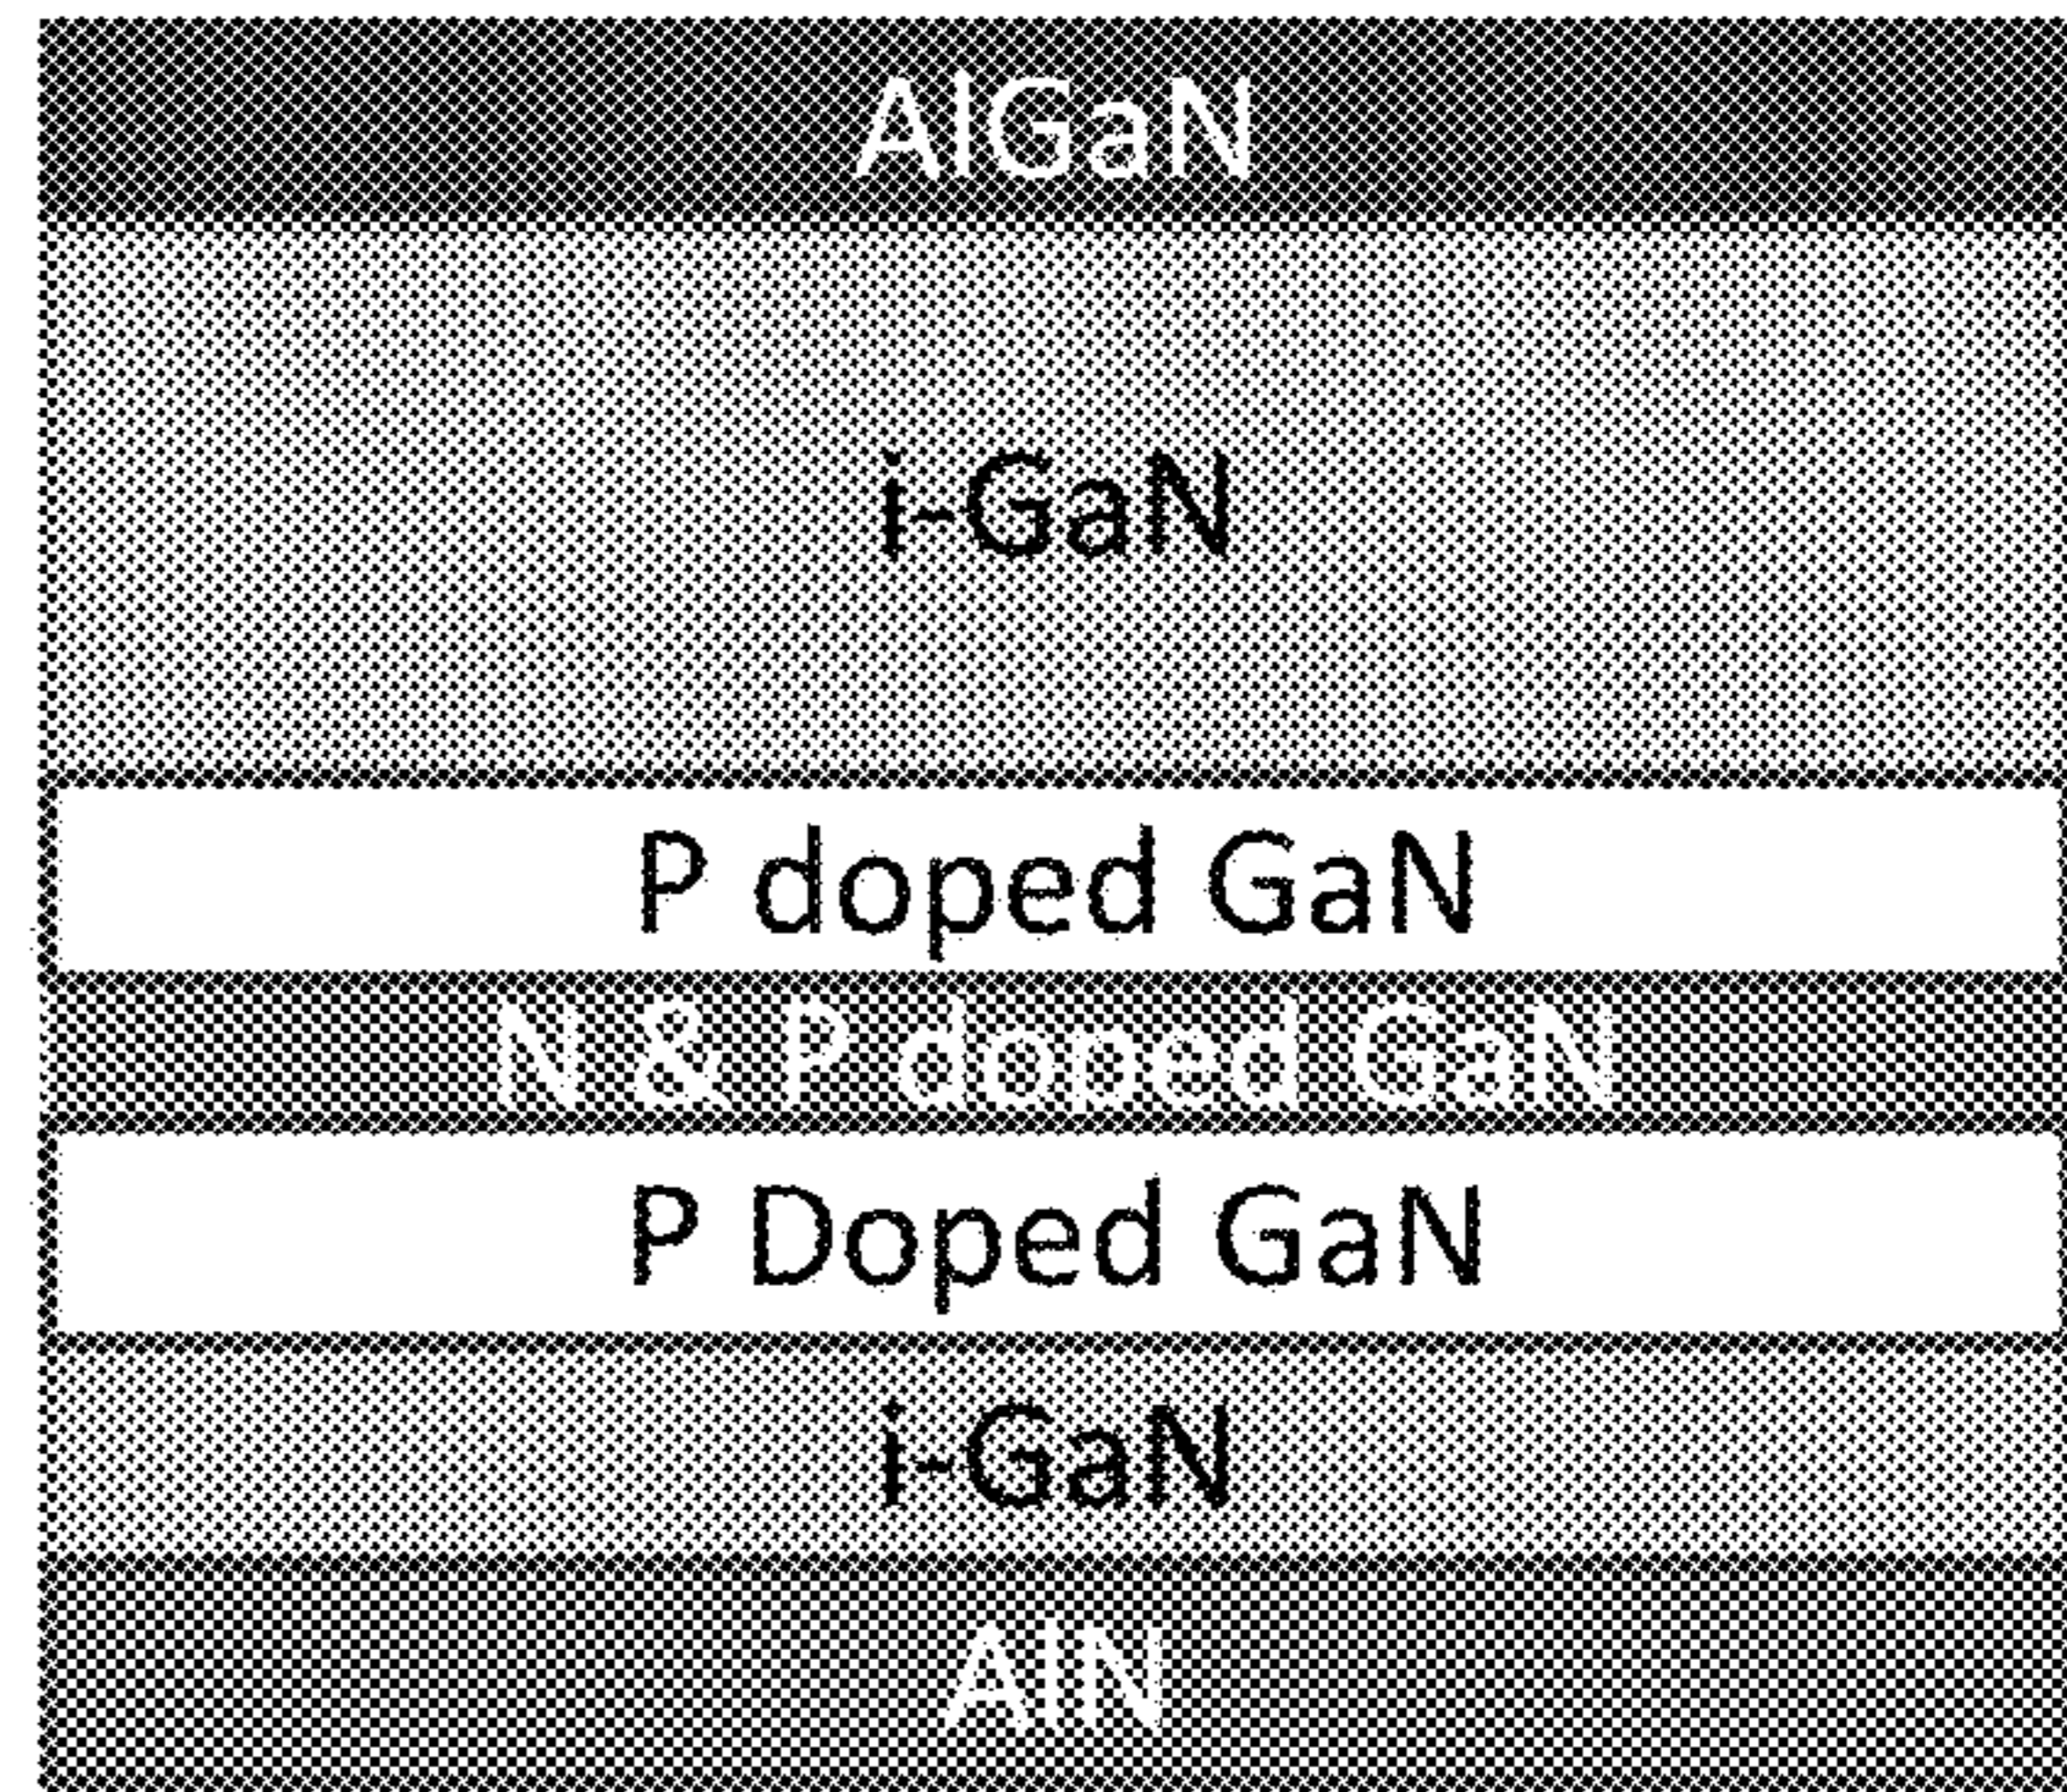 AlGaN
i-GaN
P doped GaN
N & P doped GaN
P Doped GaN
i-GaN
AlN